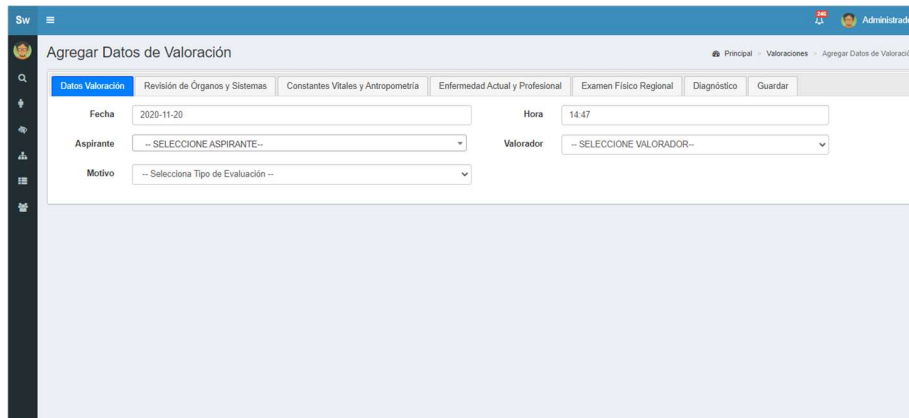 Sw 246 Administrado
Agregar Datos de Valoración Principal Valoraciones Agregar Datos de Valoració
Datos Valoración Revisión de Órganos y Sistemas Constantes Vitales y Antropometría Enfermedad Actual y Profesional Examen Físico Regional Diagnóstico Guardar
Fecha 2020-11-20 Hora 14:47
Aspirante -- SELECCIONE ASPIRANTE-- Valorador -- SELECCIONE VALORADOR--
Motivo -- Selecciona Tipo de Evaluación --